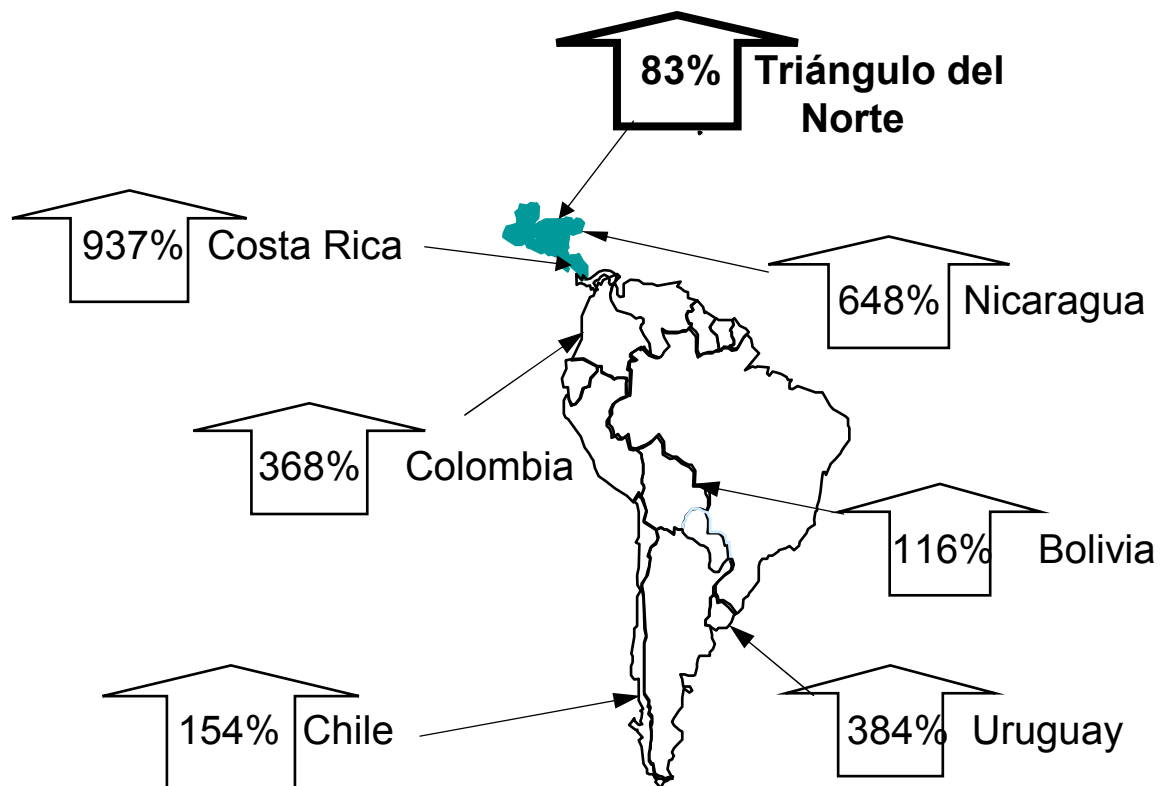 83% Triángulo del
Norte
937% Costa Rica
648% Nicaragua
368% Colombia
116% Bolivia
154% Chile
384% Uruguay